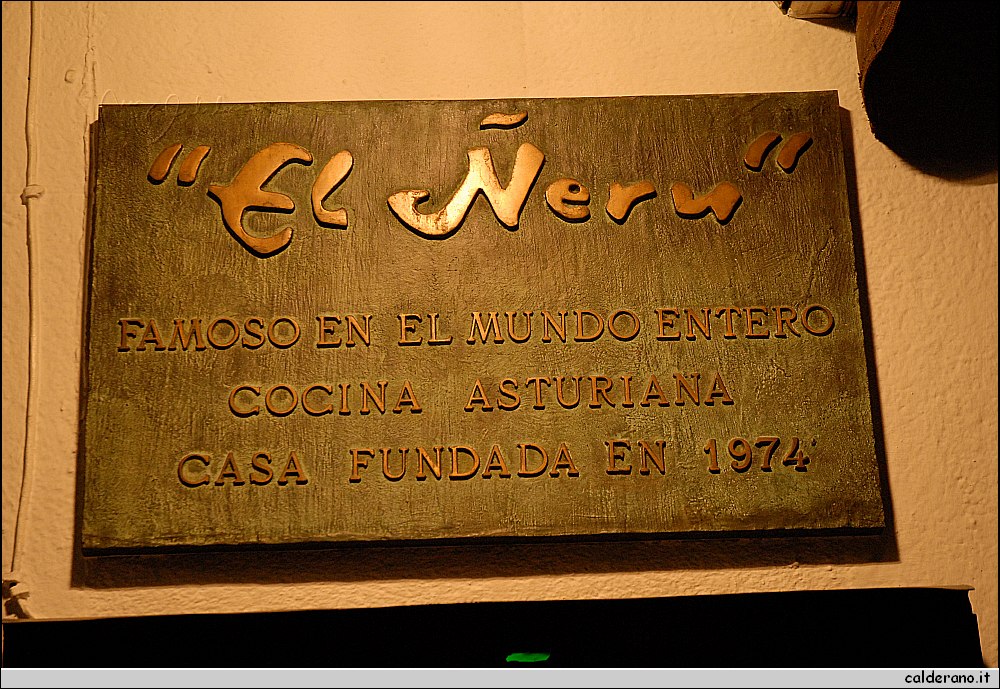 "El Ñeru"
FAMOSO EN EL MUNDO ENTERO
COCINA ASTURIANA
CASA FUNDADA EN 1974
calderano.it